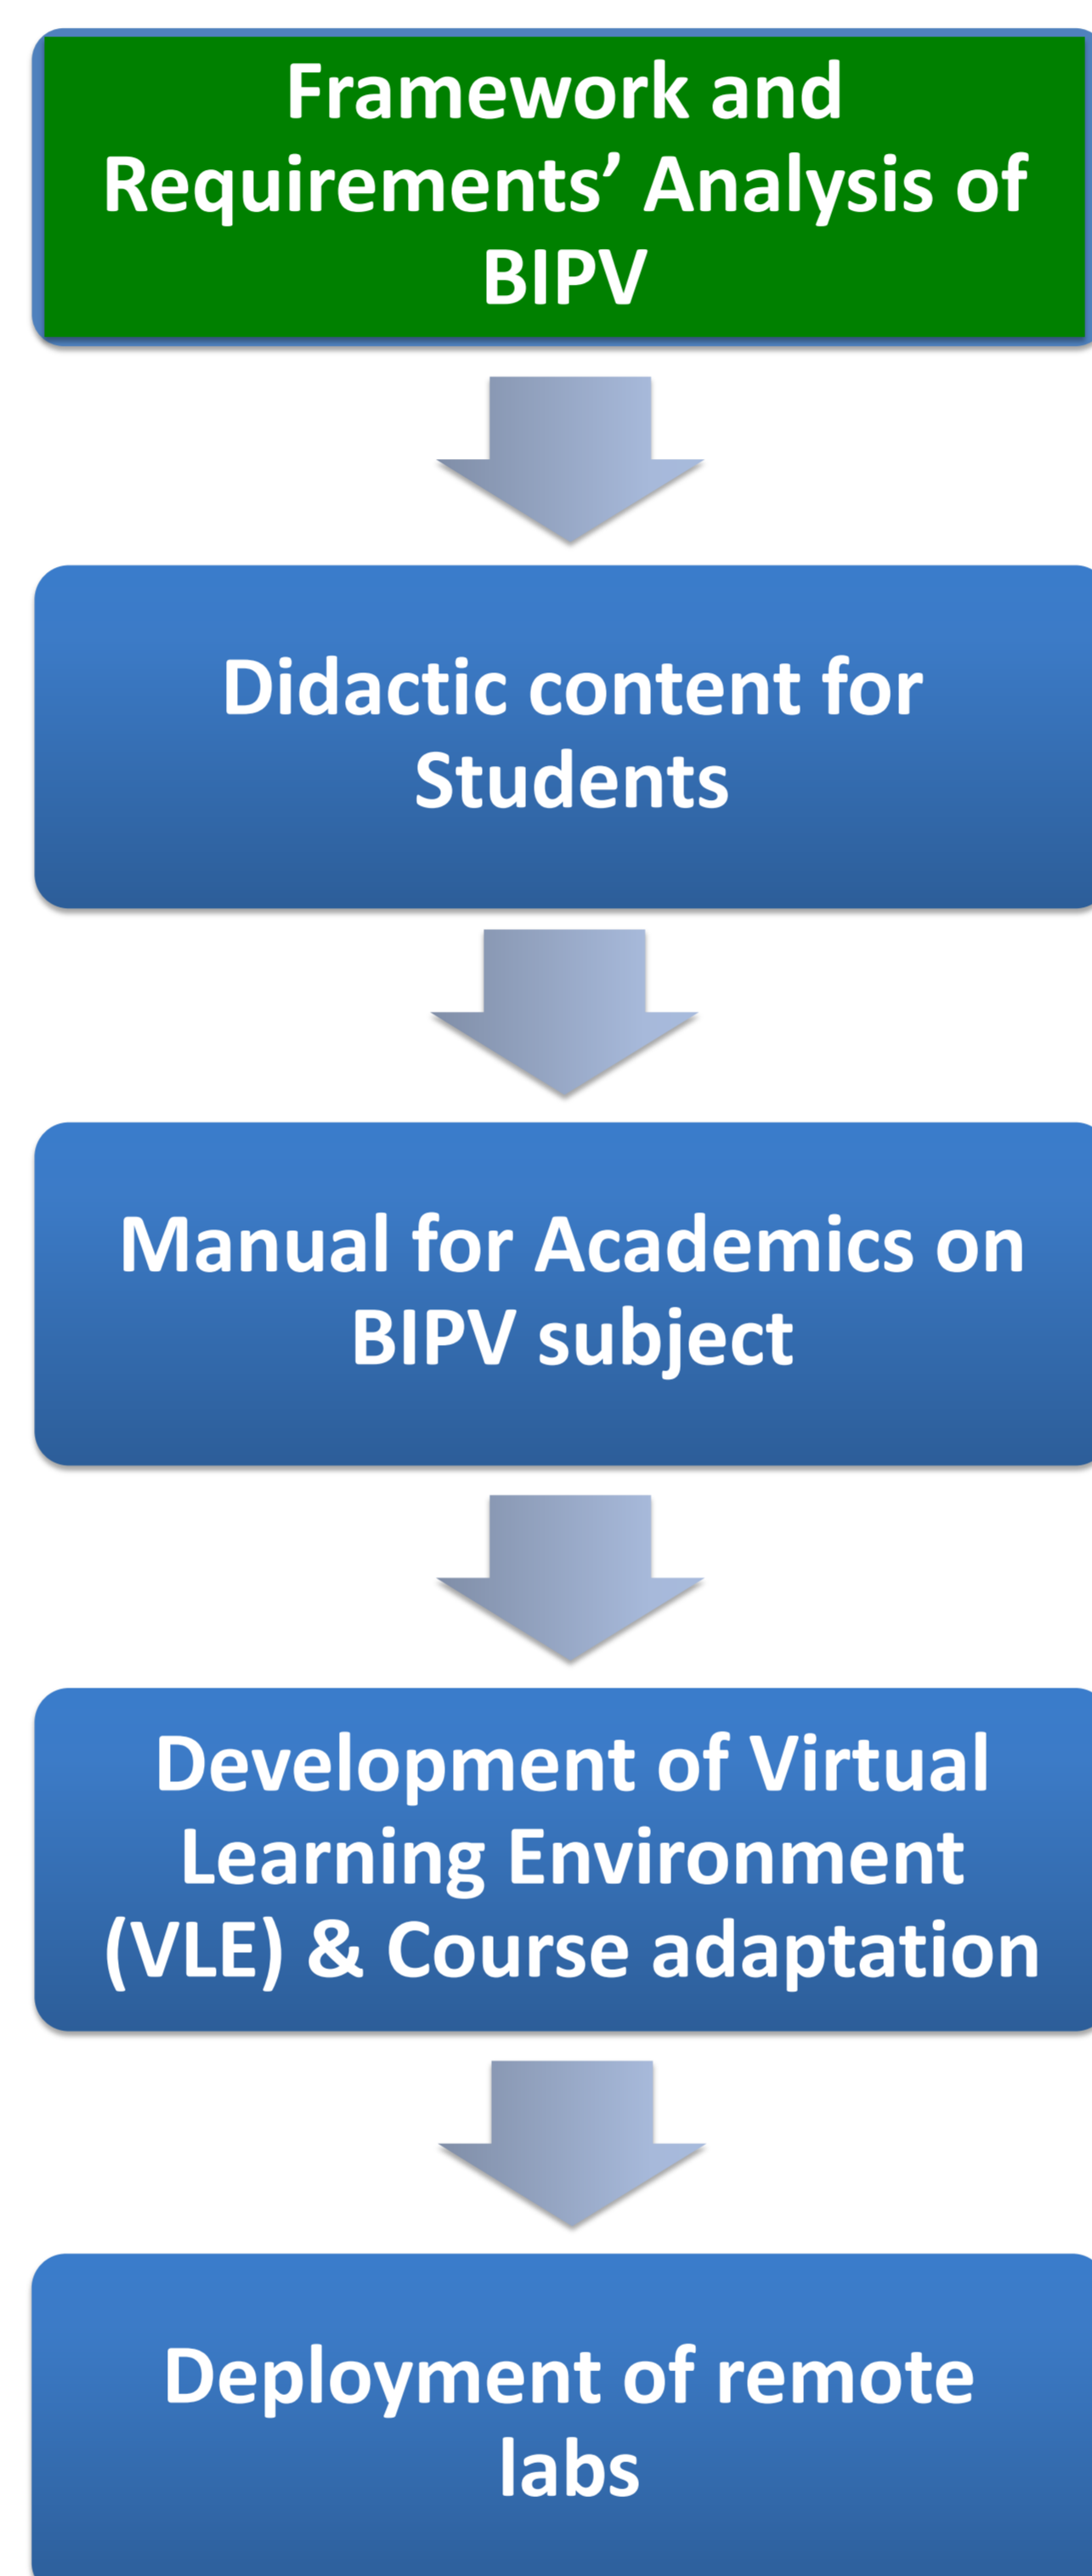 Framework and
Requirements’ Analysis of
BIPV
Didactic content for
Students
Manual for Academics on
BIPV subject
Development of Virtual
Learning Environment
(VLE) & Course adaptation
Deployment of remote
labs